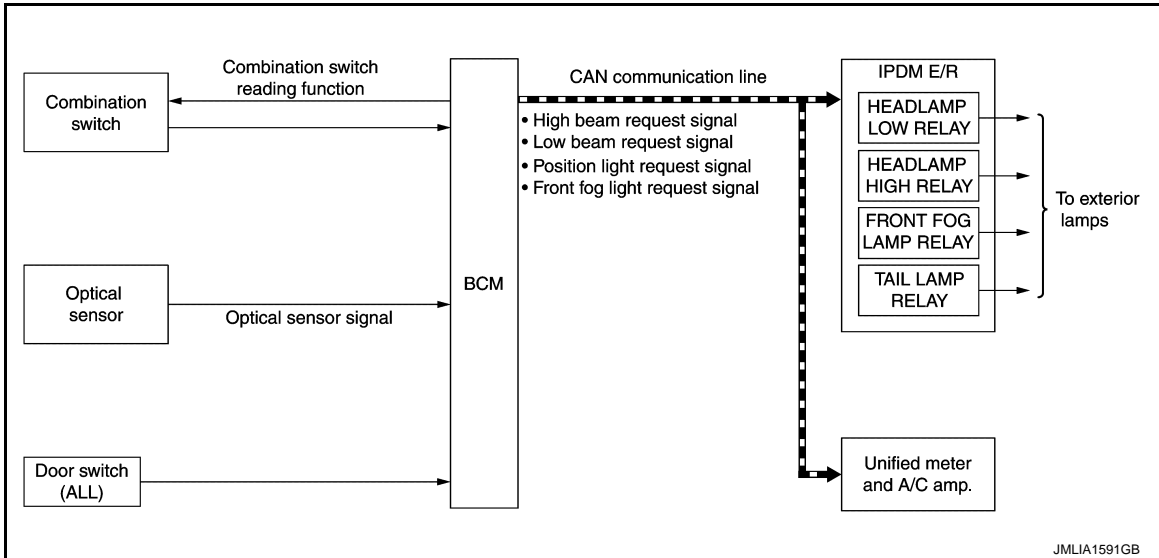 Combination switch
reading function
Combination
switch
Optical
sensor
Optical sensor signal
Door switch
(ALL)
BCM
CAN communication line
• High beam request signal
• Low beam request signal
• Position light request signal
• Front fog light request signal
IPDM E/R
HEADLAMP
LOW RELAY
HEADLAMP
HIGH RELAY
FRONT FOG
LAMP RELAY
TAIL LAMP
RELAY
To exterior
lamps
Unified meter
and A/C amp.
JMLIA1591GB